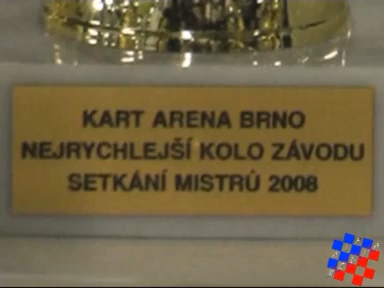 KART ARENA BRNO
NEJRYCHLEJŠÍ KOLO ZÁVODU
SETKÁNÍ MISTRŮ 2008